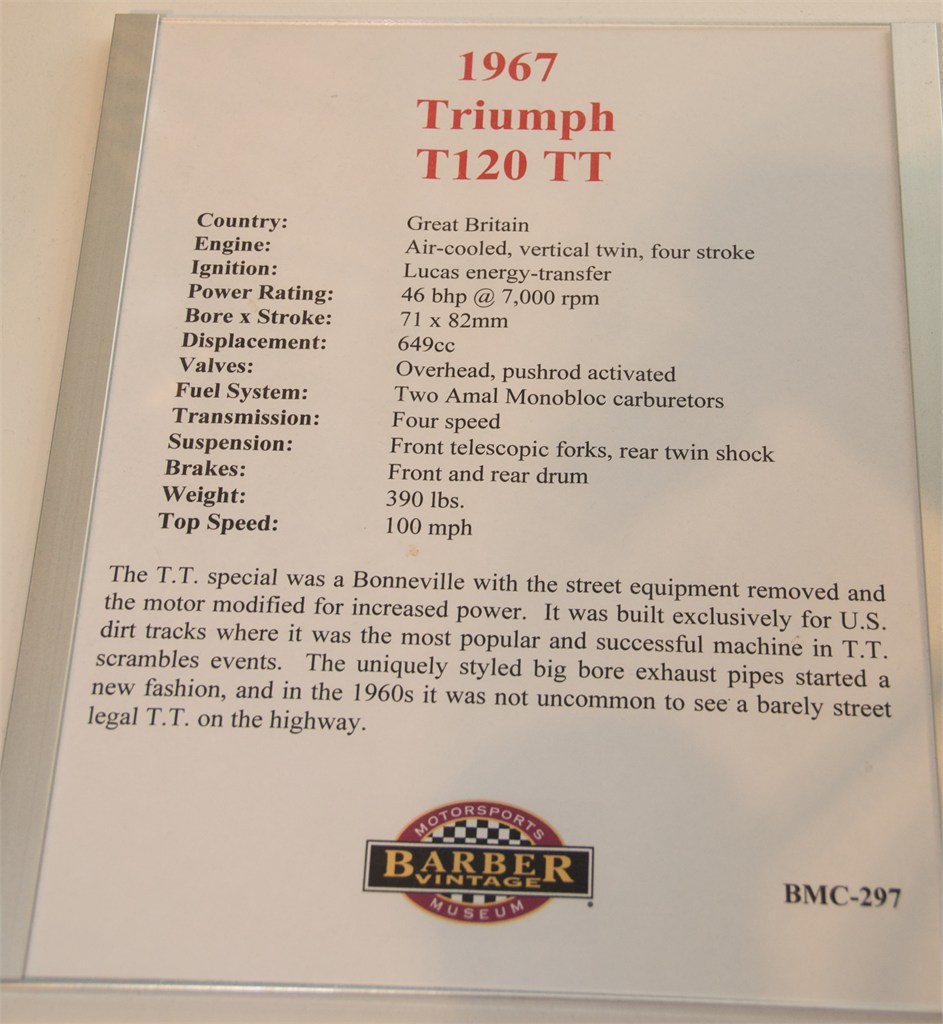 1967
Triumph
T120 TT
Country: Great Britain
Engine: Air-cooled, vertical twin, four stroke
Ignition: Lucas energy-transfer
Power Rating: 46 bhp @ 7,000 rpm
Bore x Stroke: 71 x 82mm
Displacement: 649cc
Valves: Overhead, pushrod activated
Fuel System: Two Amal Monobloc carburetors
Transmission: Four speed
Suspension: Front telescopic forks, rear twin shock
Brakes: Front and rear drum
Weight: 390 lbs.
Top Speed: 100 mph
The T.T. special was a Bonneville with the street equipment removed and
the motor modified for increased power. It was built exclusively for U.S.
dirt tracks where it was the most popular and successful machine in T.T.
scrambles events. The uniquely styled big bore exhaust pipes started a
new fashion, and in the 1960s it was not uncommon to see a barely street
legal T.T. on the highway.
MOTORSPORTS
BARBER
VINTAGE
MUSEUM
BMC-297